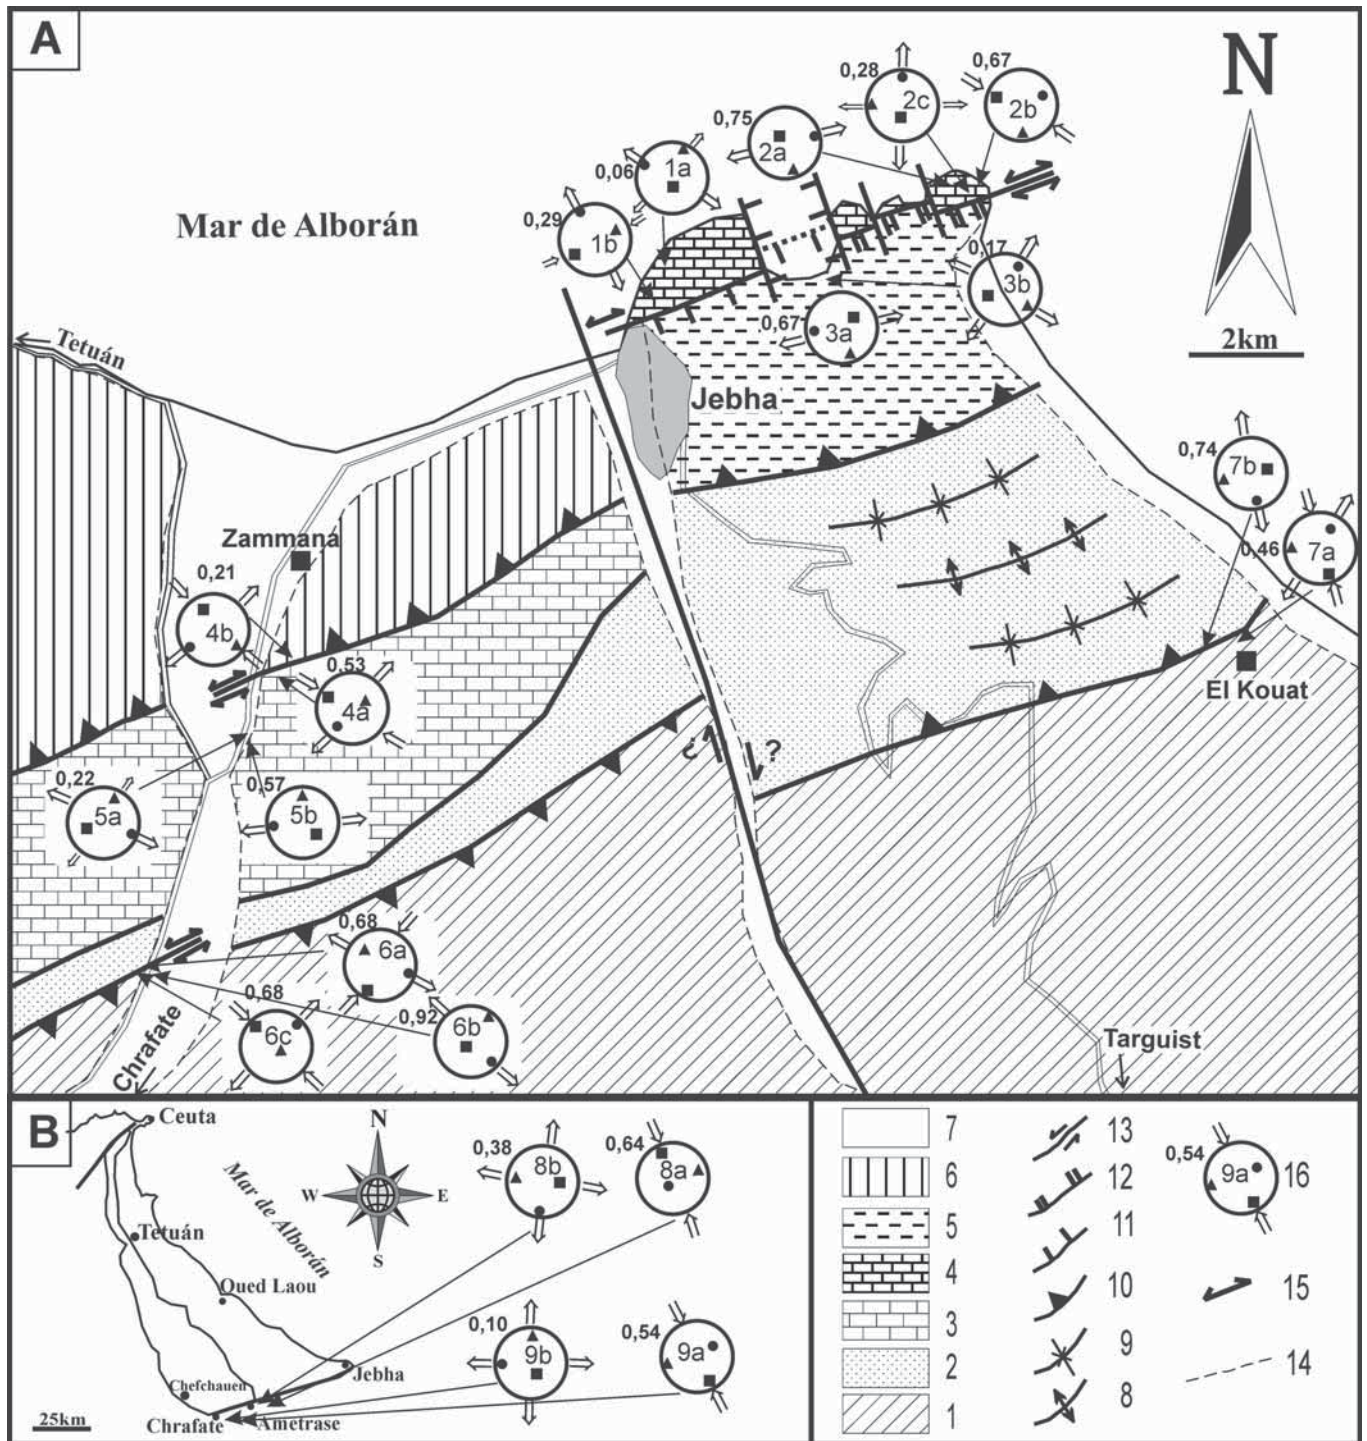 A
N
2km
Mar de Alborán
0,28
2c
0,67
2b
0,75
2a
0,06
1a
0,29
1b
0,17
3b
0,67
3a
Tetuán
Jebha
0,74
7b
0,46
7a
Zammana
0,21
4b
0,53
4a
El Kouat
¿ ?
0,22
5a
0,57
5b
0,68
6a
0,92
6b
0,68
6c
Chrafate
Targuist
B
Ceuta
N
W E
S
Mar de Alborán
Tetuán
Oued Laou
Jebha
Chefchauen
Chrafate
Ametrase
25km
0,38
8b
0,64
8a
0,10
9b
0,54
9a
7
6
5
4
3
2
1
13
12
11
10
9
8
0,54
9a
16
15
14